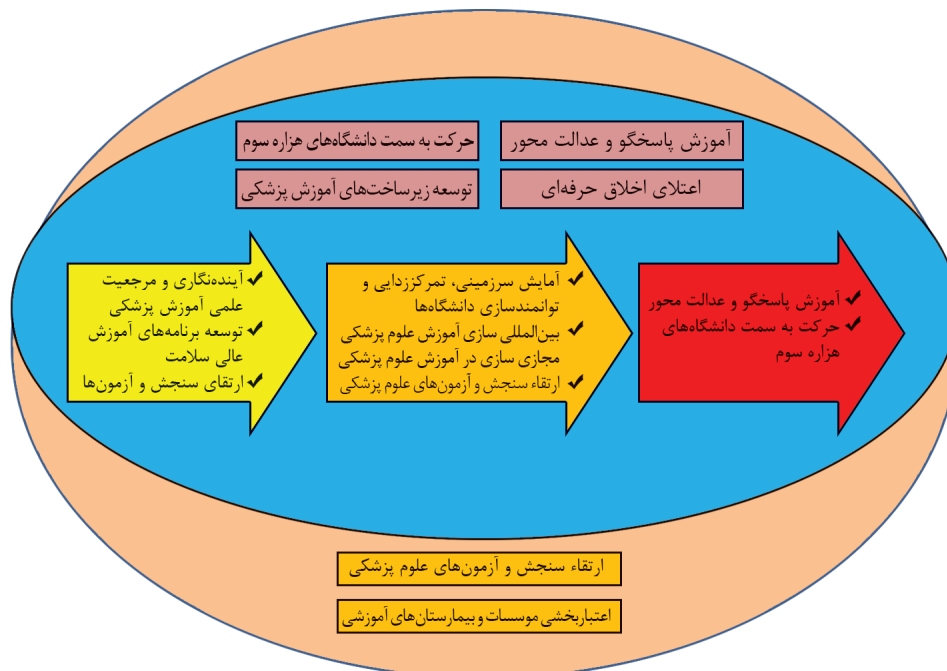 آموزش پاسخگو و عدالت محور
حرکت به سمت دانشگاه‌های هزاره سوم
اعتلای اخلاق حرفه‌ای
توسعه زیرساخت‌های آموزش پزشکی
✔ آموزش پاسخگو و عدالت محور
✔ حرکت به سمت دانشگاه‌های
هزاره سوم
✔ آمایش سرزمینی، تمرکززدایی و
توانمندسازی دانشگاه‌ها
✔ بین‌المللی سازی آموزش علوم پزشکی
مجازی سازی در آموزش علوم پزشکی
✔ ارتقاء سنجش و آزمون‌های علوم پزشکی
✔ آینده‌نگاری و مرجعیت
علمی آموزش پزشکی
✔ توسعه برنامه‌های آموزش
عالی سلامت
✔ ارتقای سنجش و آزمون‌ها
ارتقاء سنجش و آزمون‌های علوم پزشکی
اعتباربخشی موسسات و بیمارستان‌های آموزشی